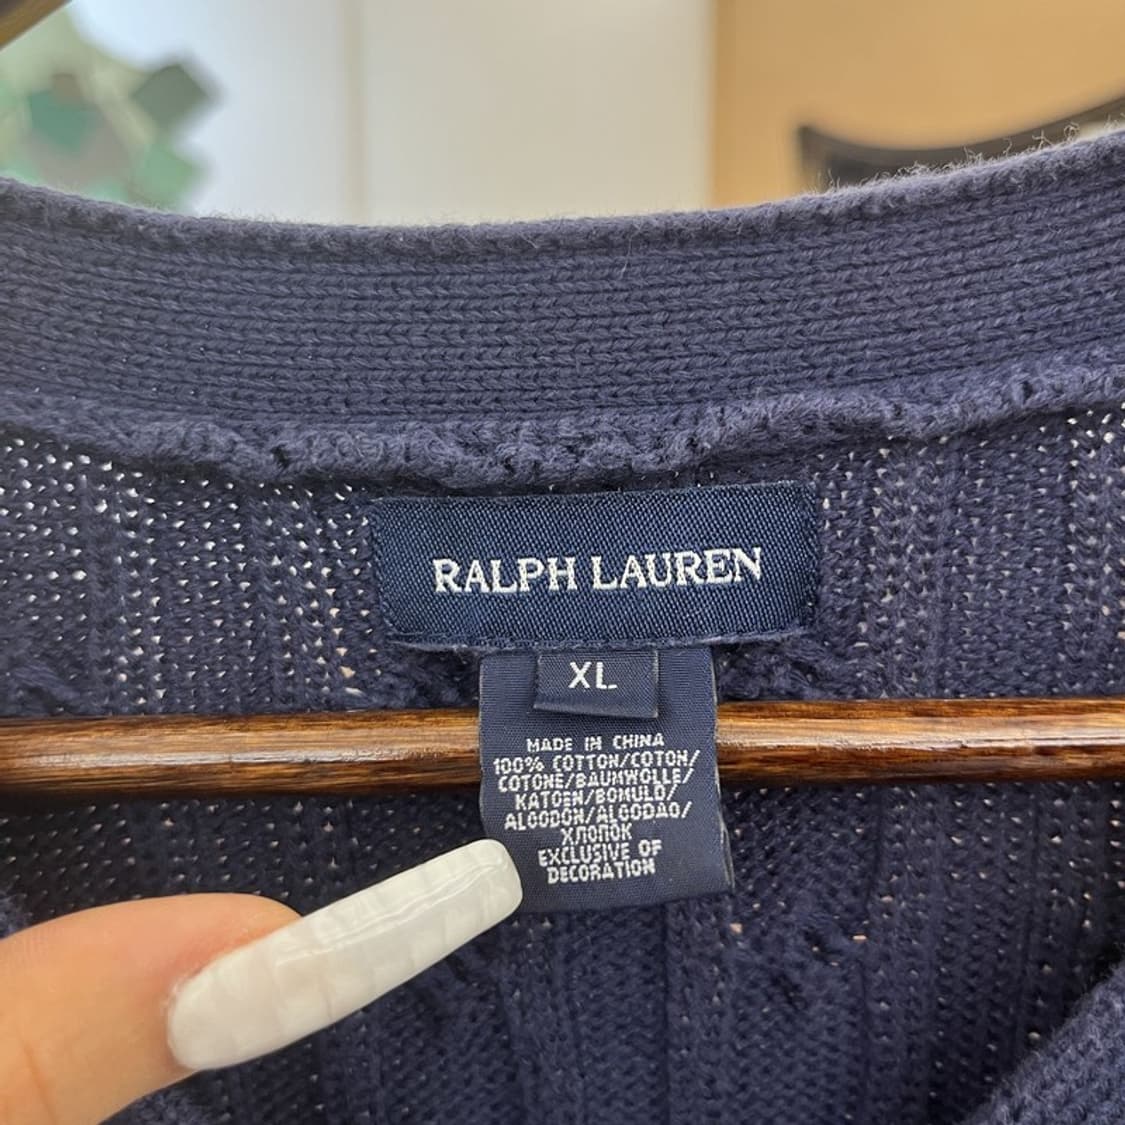 RALPH LAUREN
XL
MADE IN CHINA
100% COTTON/COTON/
COTONE/BAUMWOLLE/
KATOEN/BOMULD/
ALGODON/ALGODAO/
ХЛОПОК
EXCLUSIVE OF
DECORATION